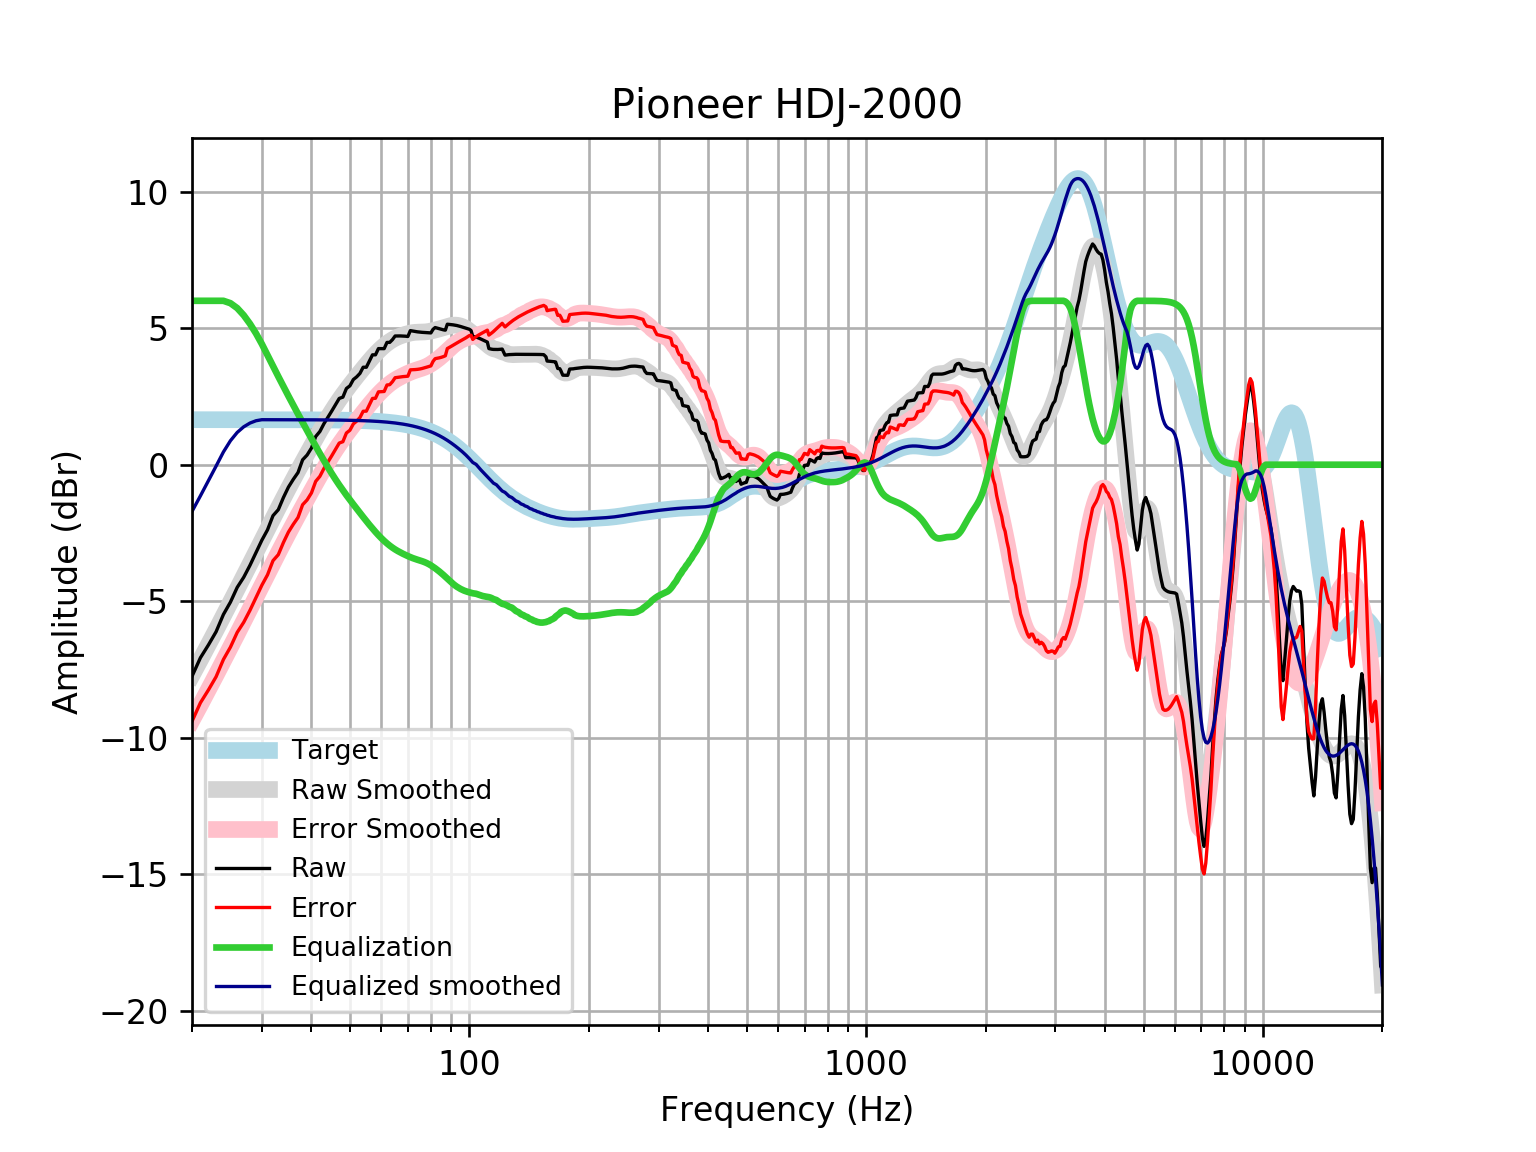 Pioneer HDJ-2000
Amplitude (dBr)
10
5
0
−5
−10
−15
−20
Target
Raw Smoothed
Error Smoothed
Raw
Error
Equalization
Equalized smoothed
100
1000
10000
Frequency (Hz)